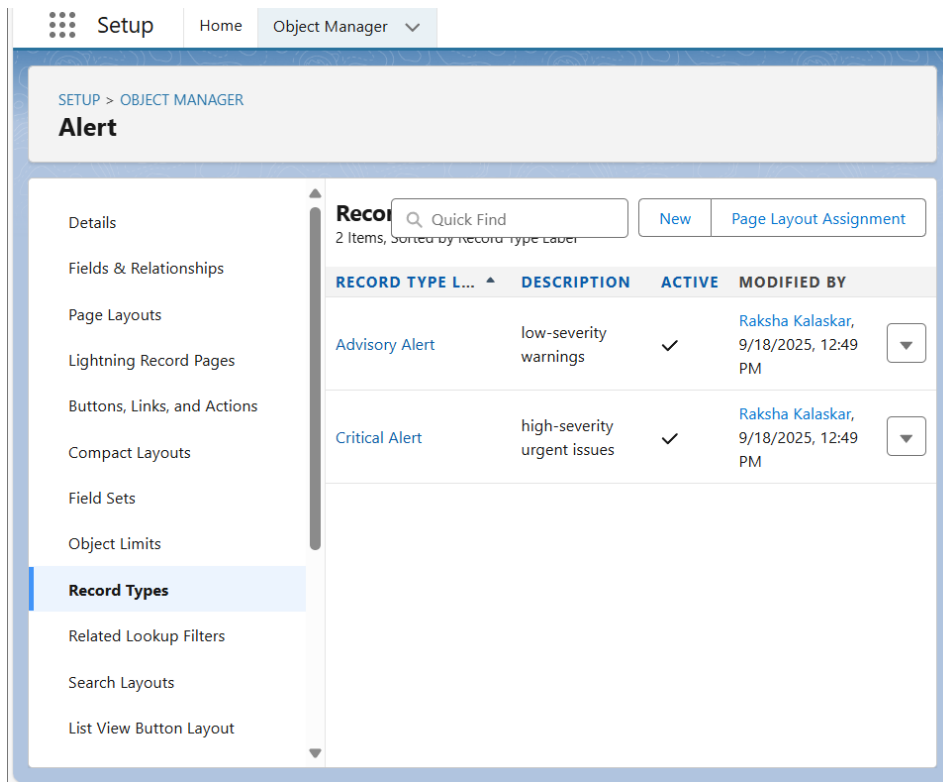 Setup Home Object Manager
SETUP > OBJECT MANAGER
Alert
Details
Fields & Relationships
Page Layouts
Lightning Record Pages
Buttons, Links, and Actions
Compact Layouts
Field Sets
Object Limits
Record Types
Related Lookup Filters
Search Layouts
List View Button Layout
Recor
Quick Find
New Page Layout Assignment
2 Items, Sorted by Record Type Label
RECORD TYPE L... DESCRIPTION ACTIVE MODIFIED BY
Advisory Alert
low-severity
warnings
Raksha Kalaskar,
9/18/2025, 12:49
PM
Critical Alert
high-severity
urgent issues
Raksha Kalaskar,
9/18/2025, 12:49
PM